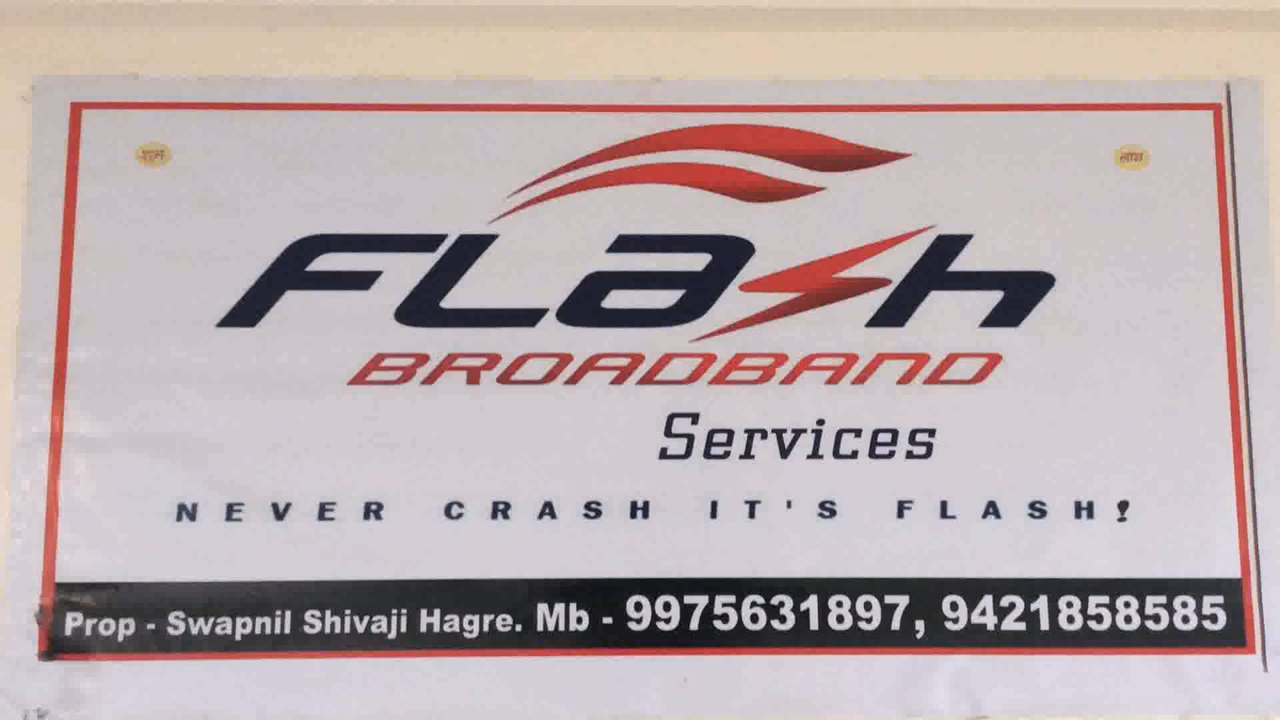 शुभ लाभ
FLash
BROADBAND
Services
NEVER CRASH IT'S FLASH!
Prop - Swapnil Shivaji Hagre. Mb - 9975631897, 9421858585